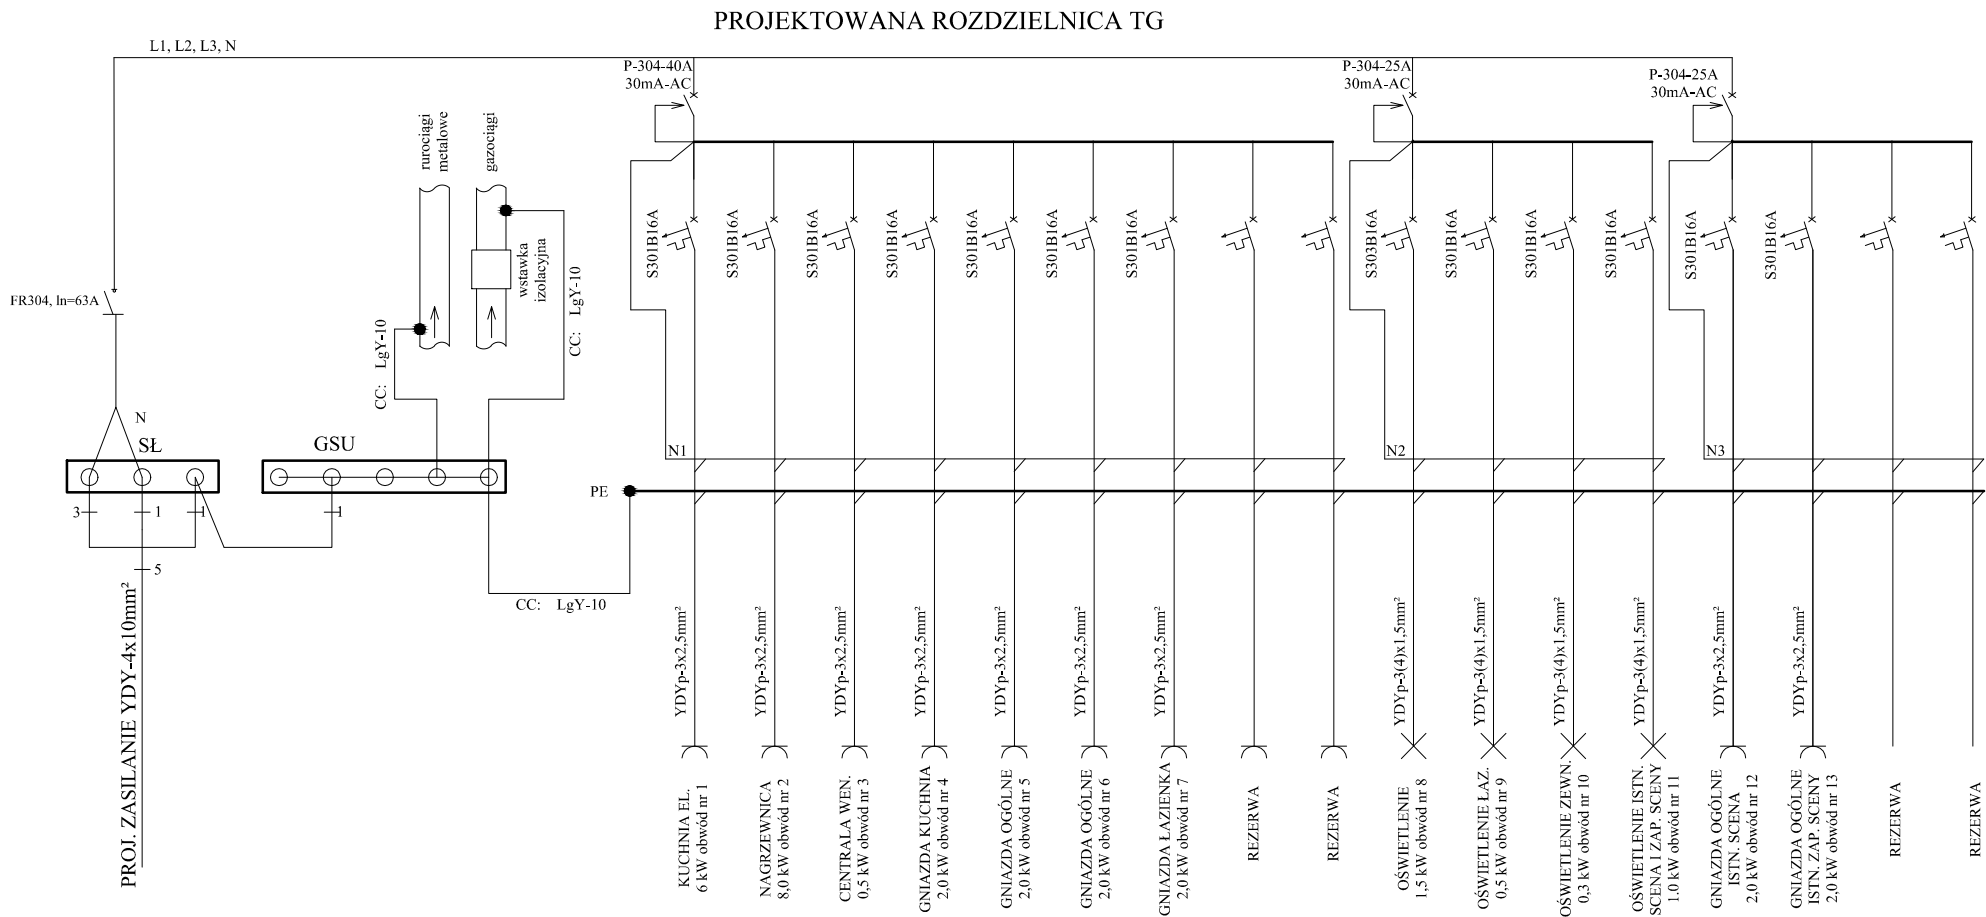 PROJEKTOWANA ROZDZIELNICA TG
L1, L2, L3, N
P-304-40A
30mA-AC
P-304-25A
30mA-AC
P-304-25A
30mA-AC
rurociągi
metalowe
gazociągi
wstawka
izolacyjna
CC: LgY-10
CC: LgY-10
FR304, In=63A
S301B16A
S301B16A
S301B16A
S301B16A
S301B16A
S301B16A
S301B16A
S303B16A
S301B16A
S301B16A
S301B16A
S301B16A
S301B16A
N
SŁ
GSU
N1
N2
N3
PE
3
1
1
1
5
CC: LgY-10
PROJ. ZASILANIE YDY-4x10mm²
YDYp-3x2,5mm²
YDYp-3x2,5mm²
YDYp-3x2,5mm²
YDYp-3x2,5mm²
YDYp-3x2,5mm²
YDYp-3x2,5mm²
YDYp-3x2,5mm²
YDYp-3(4)x1,5mm²
YDYp-3(4)x1,5mm²
YDYp-3(4)x1,5mm²
YDYp-3(4)x1,5mm²
YDYp-3x2,5mm²
YDYp-3x2,5mm²
KUCHNIA EL.
6 kW obwód nr 1
NAGRZEWNICA
8,0 kW obwód nr 2
CENTRALA WEN.
0,5 kW obwód nr 3
GNIAZDA KUCHNIA
2,0 kW obwód nr 4
GNIAZDA OGÓLNE
2,0 kW obwód nr 5
GNIAZDA OGÓLNE
2,0 kW obwód nr 6
GNIAZDA ŁAZIENKA
2,0 kW obwód nr 7
REZERWA
REZERWA
OŚWIETLENIE
1,5 kW obwód nr 8
OŚWIETLENIE ŁAZ.
0,5 kW obwód nr 9
OŚWIETLENIE ZEWN.
0,3 kW obwód nr 10
OŚWIETLENIE ISTN.
SCENA I ZAP. SCENY
1.0 kW obwód nr 11
GNIAZDA OGÓLNE
ISTN. SCENA
2,0 kW obwód nr 12
GNIAZDA OGÓLNE
ISTN. ZAP. SCENY
2,0 kW obwód nr 13
REZERWA
REZERWA